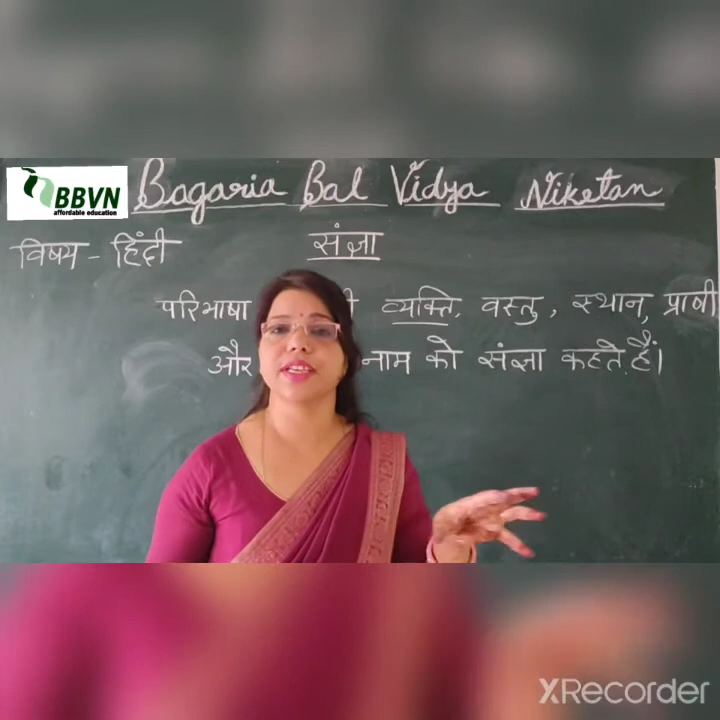 BBVN
affordable education
Bagaria Bal Vidya Niketan
विषय - हिंदी
संज्ञा
परिभाषा व्यक्ति, वस्तु, स्थान, प्राणी
और नाम को संज्ञा कहते हैं।
XRecorder